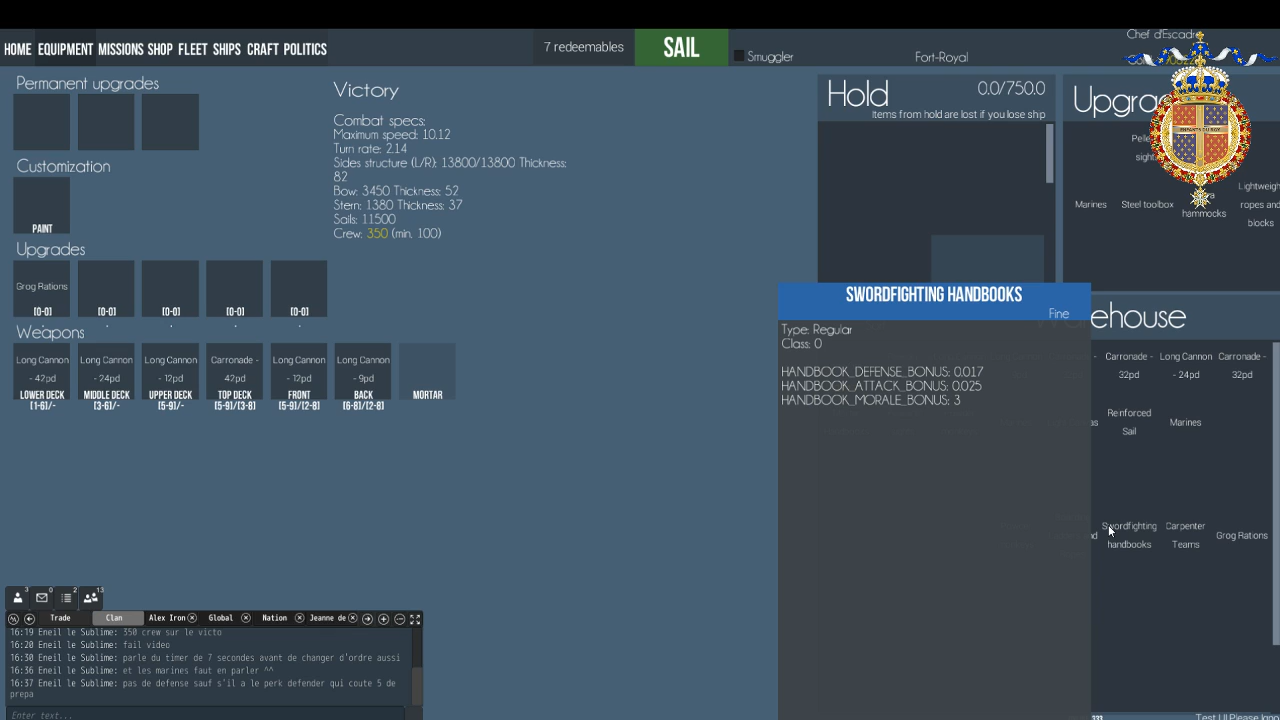 HOME EQUIPMENT MISSIONS SHOP FLEET SHIPS CRAFT POLITICS
7 redeemables
SAIL
Smuggler
Fort-Royal
Chef d'Escadre
Permanent upgrades
Customization
PAINT
Upgrades
Grog Rations
[0-0] [0-0] [0-0] [0-0] [0-0]
Weapons
Long Cannon - 42pd
LOWER DECK
[1-6]/-
Long Cannon - 24pd
MIDDLE DECK
[3-6]/-
Long Cannon - 12pd
UPPER DECK
[5-9]/-
Carronade - 42pd
TOP DECK
[5-9]/[3-8]
Long Cannon - 12pd
FRONT
[5-9]/[2-8]
Long Cannon - 9pd
BACK
[6-8]/[2-8]
MORTAR
Victory
Combat specs:
Maximum speed: 10.12
Turn rate: 2.14
Sides structure (L/R): 13800/13800 Thickness:
82
Bow: 3450 Thickness: 52
Stern: 1380 Thickness: 37
Sails: 11500
Crew: 350 (min. 100)
Hold
0.0/750.0
Items from hold are lost if you lose ship
ENFANTS DU ROY
Marines
Steel toolbox
hammocks
Lightweight
ropes and
blocks
SWORDFIGHTING HANDBOOKS
Fine
Type: Regular
Class: 0
HANDBOOK_DEFENSE_BONUS: 0.017
HANDBOOK_ATTACK_BONUS: 0.025
HANDBOOK_MORALE_BONUS: 3
Carronade -
32pd
Long Cannon
- 24pd
Carronade -
32pd
Reinforced
Sail
Marines
Swordfighting
handbooks
Carpenter
Teams
Grog Rations
3 0 2 13
Trade Clan Alex Iron Global Nation Jeanne de
16:19 Eneil le Sublime: 350 crew sur le victo
16:20 Eneil le Sublime: fail video
16:30 Eneil le Sublime: parle du timer de 7 secondes avant de changer d'ordre aussi
16:36 Eneil le Sublime: et les marines faut en parler ^^
16:37 Eneil le Sublime: pas de defense sauf s'il a le perk defender qui coute 5 de
prepa
Enter text...